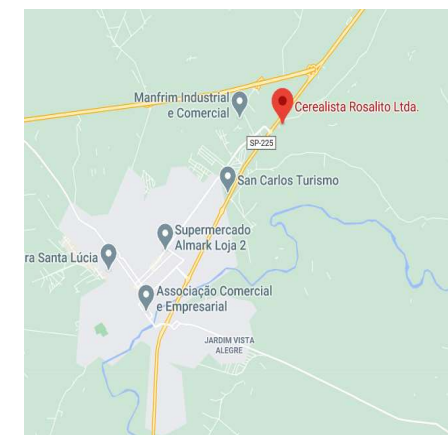 Manfrim Industrial
e Comercial
Cerealista Rosalito Ltda.
SP-225
San Carlos Turismo
Supermercado
Almark Loja 2
ra Santa Lúcia
Associação Comercial
e Empresarial
JARDIM VISTA
ALEGRE